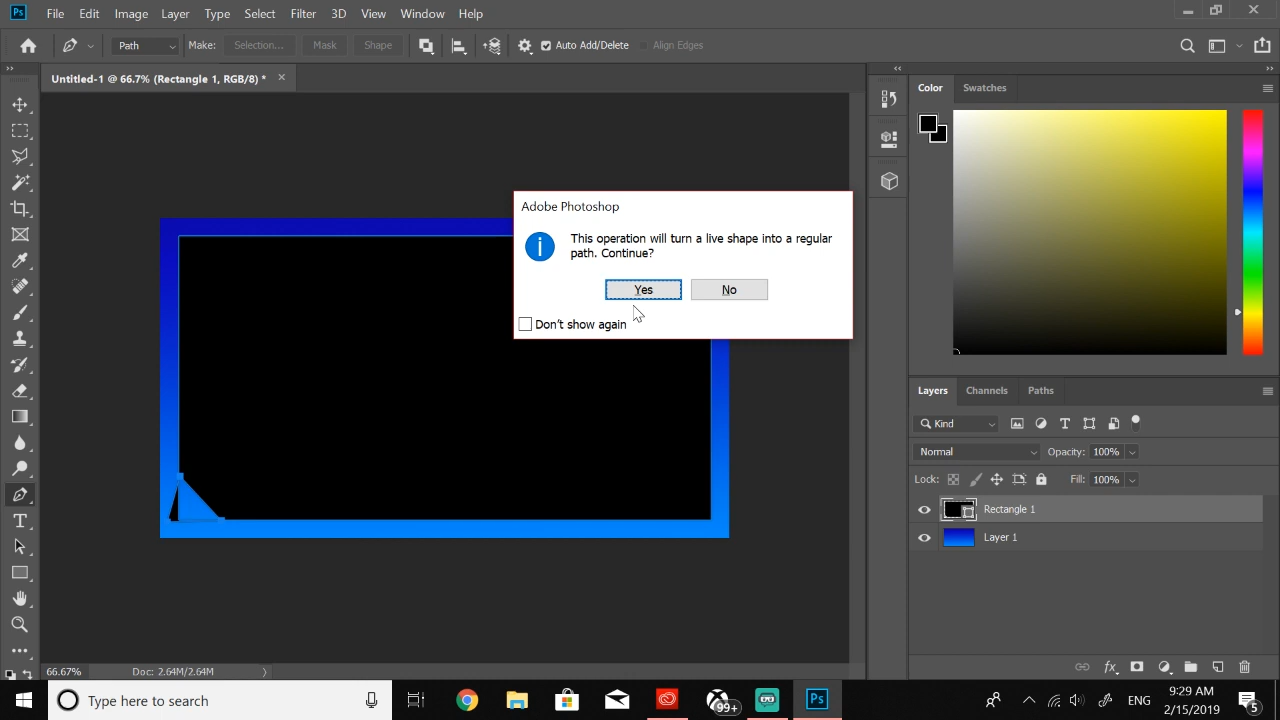 Ps File Edit Image Layer Type Select Filter 3D View Window Help
Path Make: Selection... Mask Shape Auto Add/Delete Align Edges
Untitled-1 @ 66.7% (Rectangle 1, RGB/8) *
Color Swatches
Adobe Photoshop
This operation will turn a live shape into a regular
path. Continue?
Yes No
Don't show again
Layers Channels Paths
Kind
Normal Opacity: 100%
Lock: Fill: 100%
Rectangle 1
Layer 1
66.67% Doc: 2.64M/2.64M
Type here to search
99+
Ps
ENG
9:29 AM
2/15/2019
5